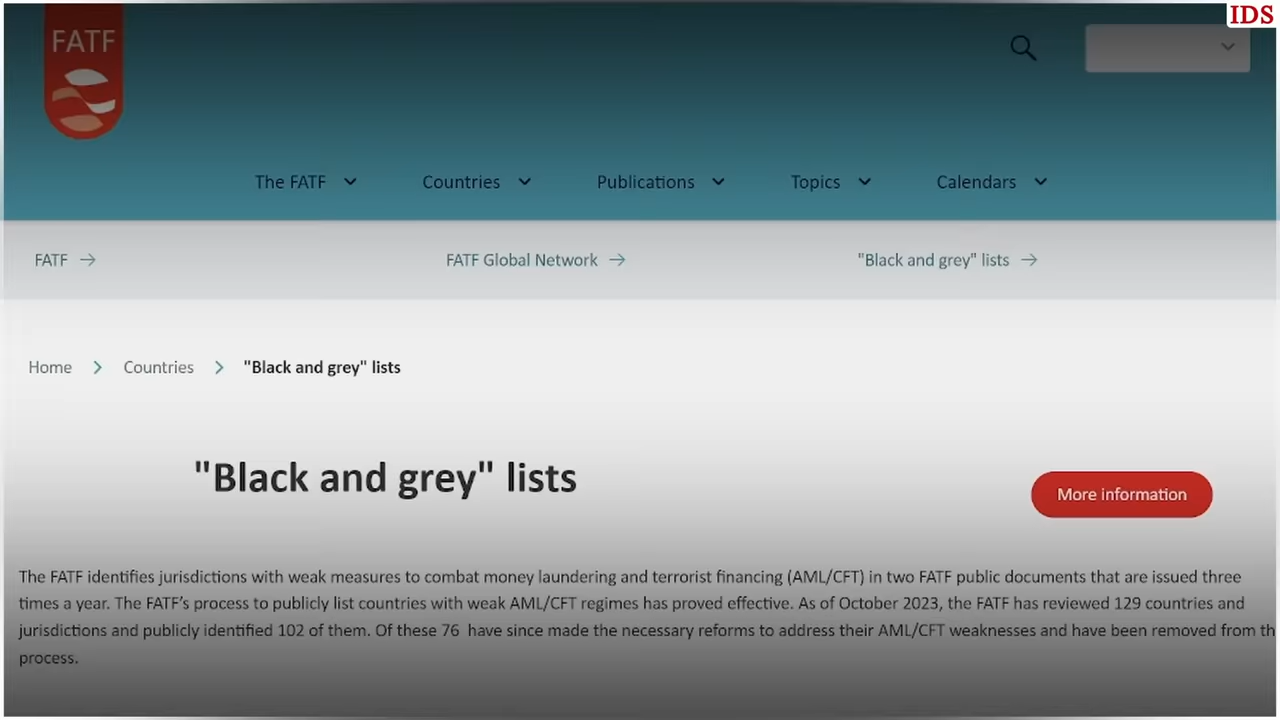 IDS
FATF
The FATF Countries Publications Topics Calendars
FATF → FATF Global Network → "Black and grey" lists →
Home > Countries > "Black and grey" lists
"Black and grey" lists
More information
The FATF identifies jurisdictions with weak measures to combat money laundering and terrorist financing (AML/CFT) in two FATF public documents that are issued three
times a year. The FATF's process to publicly list countries with weak AML/CFT regimes has proved effective. As of October 2023, the FATF has reviewed 129 countries and
jurisdictions and publicly identified 102 of them. Of these 76 have since made the necessary reforms to address their AML/CFT weaknesses and have been removed from th
process.